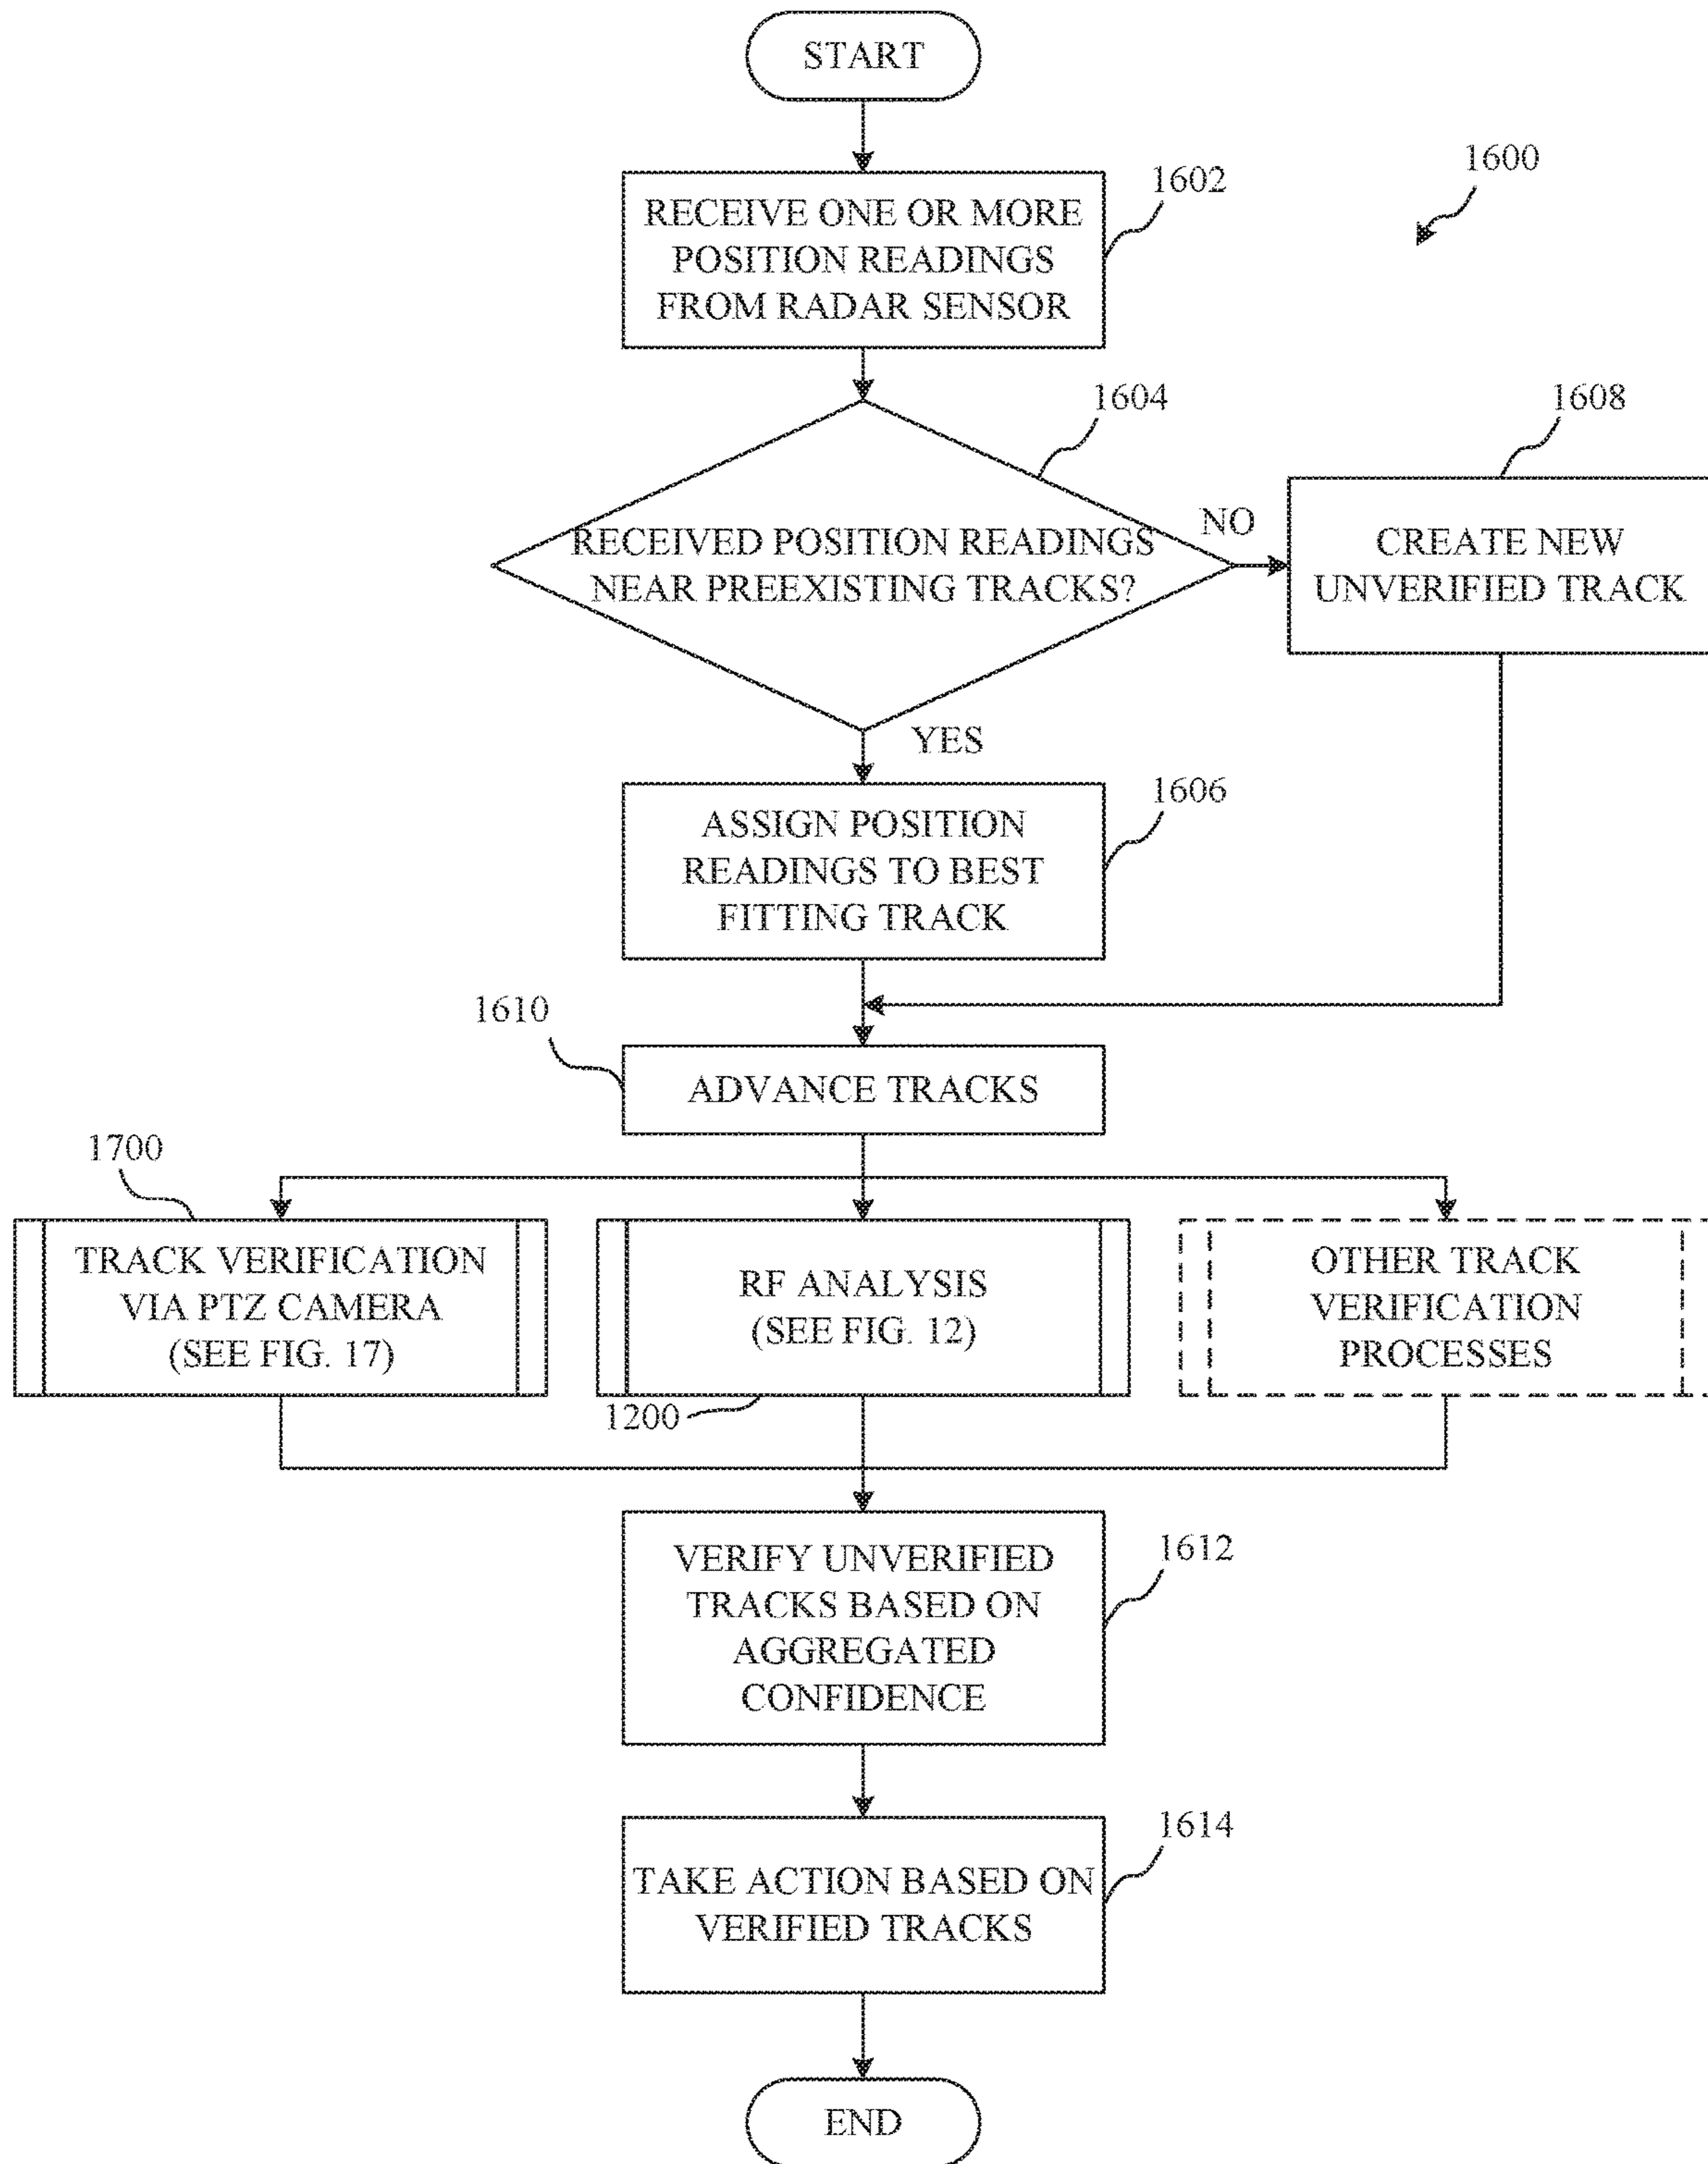 START
1600
1602
RECEIVE ONE OR MORE
POSITION READINGS
FROM RADAR SENSOR
1604
1608
RECEIVED POSITION READINGS
NEAR PREEXISTING TRACKS?
NO
CREATE NEW
UNVERIFIED TRACK
YES
1606
ASSIGN POSITION
READINGS TO BEST
FITTING TRACK
1610
ADVANCE TRACKS
1700
TRACK VERIFICATION
VIA PTZ CAMERA
(SEE FIG. 17)
RF ANALYSIS
(SEE FIG. 12)
1200
OTHER TRACK
VERIFICATION
PROCESSES
1612
VERIFY UNVERIFIED
TRACKS BASED ON
AGGREGATED
CONFIDENCE
1614
TAKE ACTION BASED ON
VERIFIED TRACKS
END